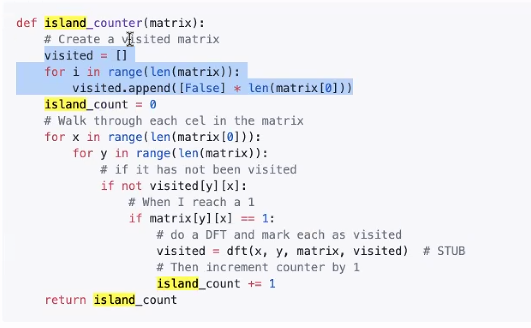 def island_counter(matrix):
    # Create a visited matrix
    visited = []
    for i in range(len(matrix)):
        visited.append([False] * len(matrix[0]))
    island_count = 0
    # Walk through each cel in the matrix
    for x in range(len(matrix[0])):
        for y in range(len(matrix)):
            # if it has not been visited
            if not visited[y][x]:
                # When I reach a 1
                if matrix[y][x] == 1:
                    # do a DFT and mark each as visited
                    visited = dft(x, y, matrix, visited)  # STUB
                    # Then increment counter by 1
                    island_count += 1
    return island_count